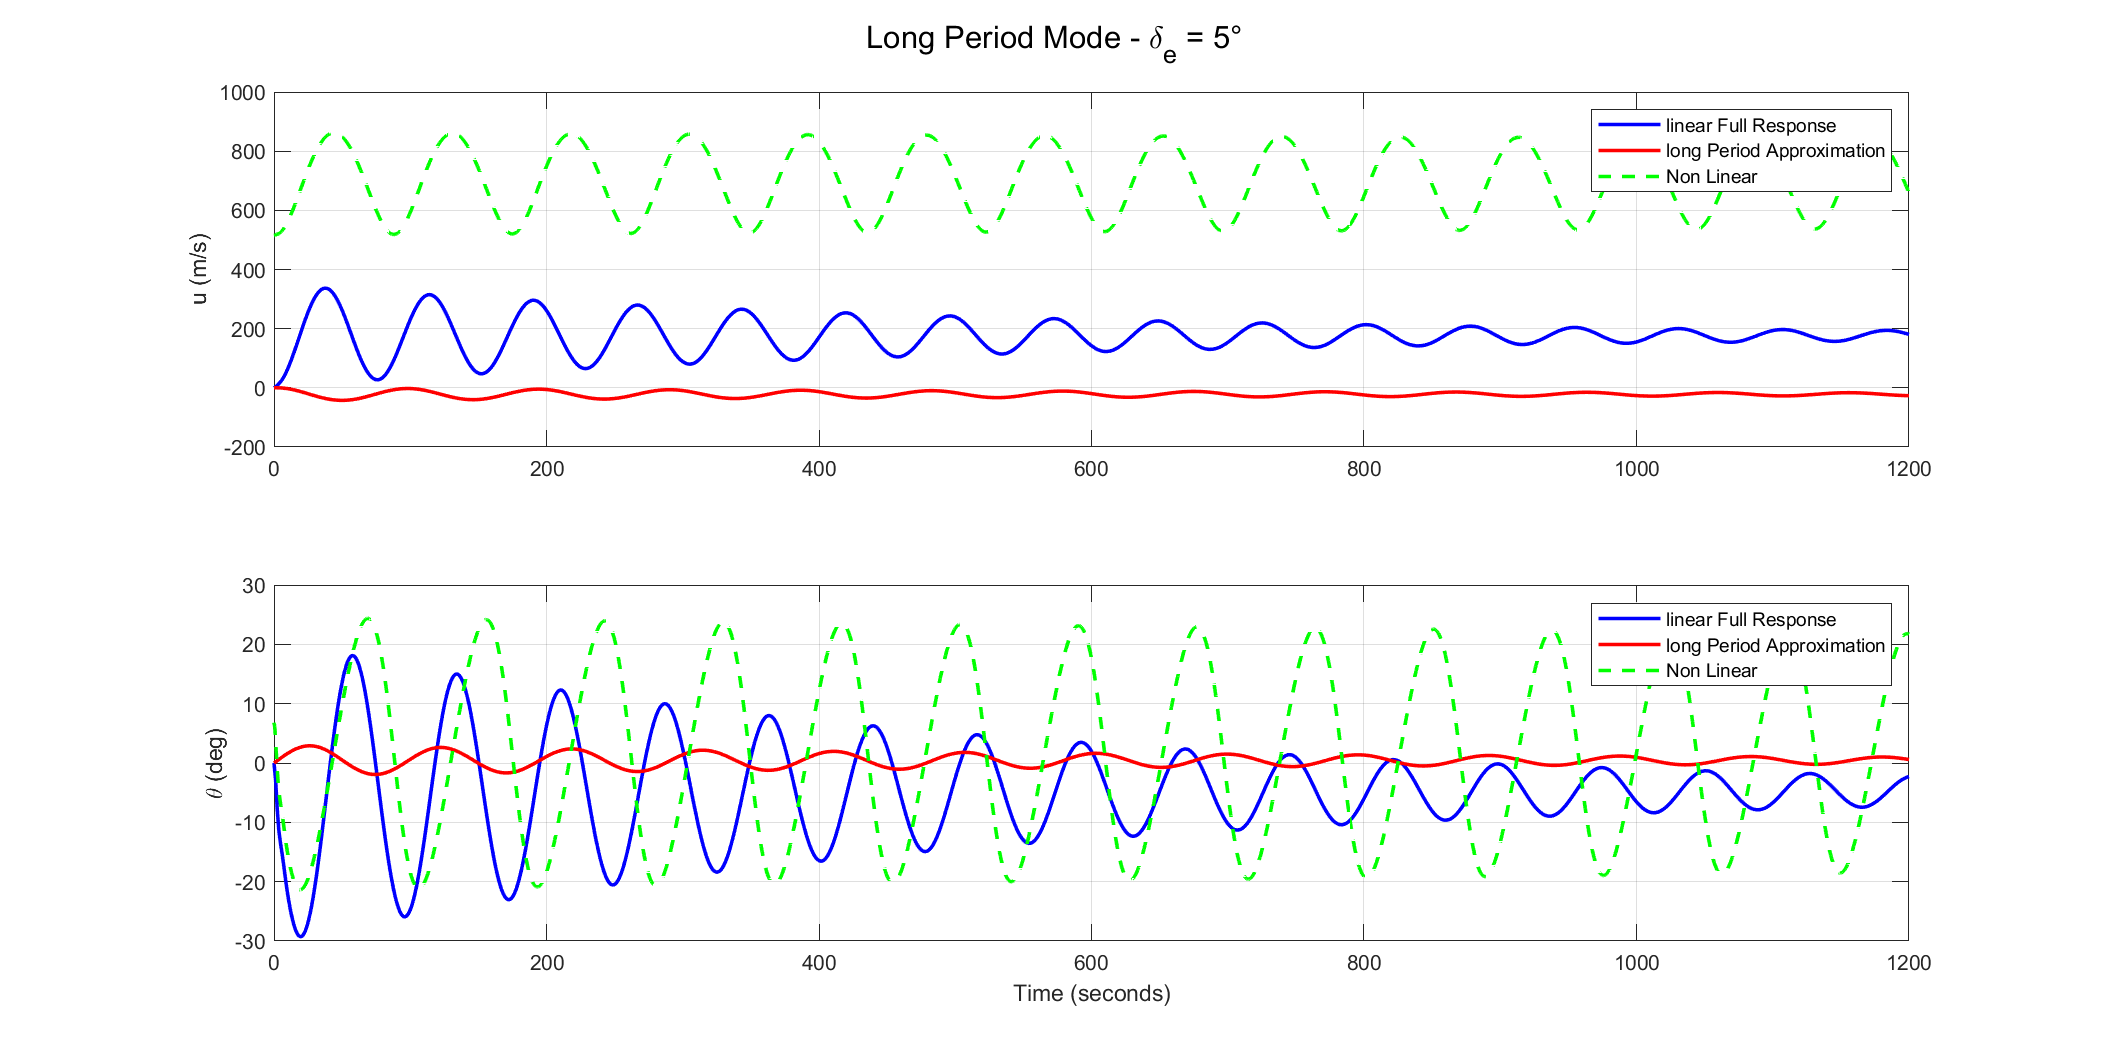 Long Period Mode - δe = 5°
1000
800
600
400
200
0
-200
u (m/s)
linear Full Response
long Period Approximation
Non Linear
0 200 400 600 800 1000 1200
30
20
10
0
-10
-20
-30
θ (deg)
linear Full Response
long Period Approximation
Non Linear
0 200 400 600 800 1000 1200
Time (seconds)